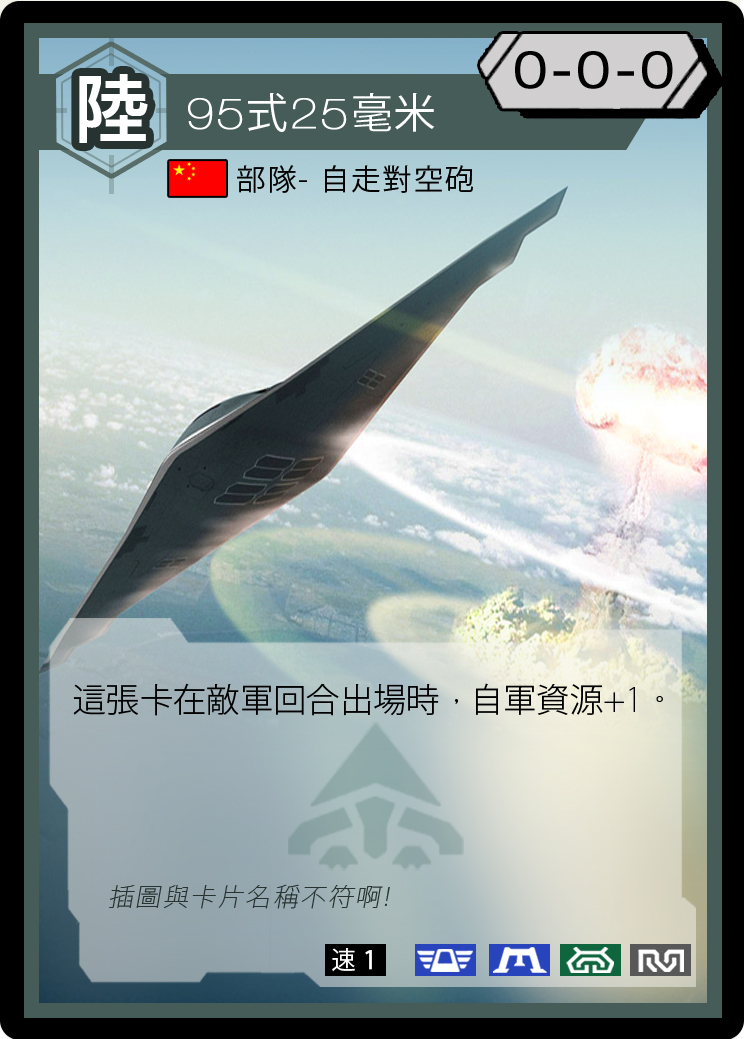 0-0-0
陸 95式25毫米
部隊- 自走對空砲
這張卡在敵軍回合出場時，自軍資源+1。
插圖與卡片名稱不符啊!
速 1